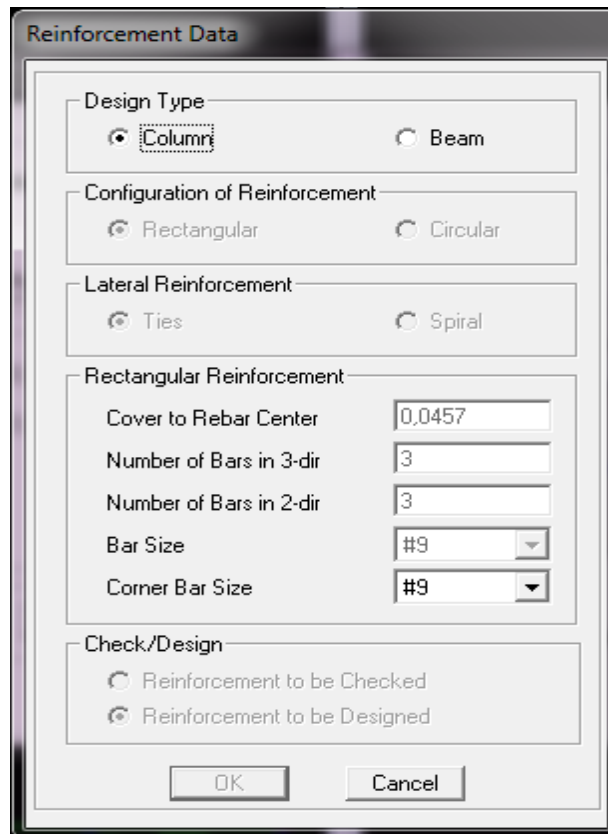 Reinforcement Data
Design Type
Column Beam
Configuration of Reinforcement
Rectangular Circular
Lateral Reinforcement
Ties Spiral
Rectangular Reinforcement
Cover to Rebar Center 0,0457
Number of Bars in 3-dir 3
Number of Bars in 2-dir 3
Bar Size #9
Corner Bar Size #9
Check/Design
Reinforcement to be Checked
Reinforcement to be Designed
OK Cancel